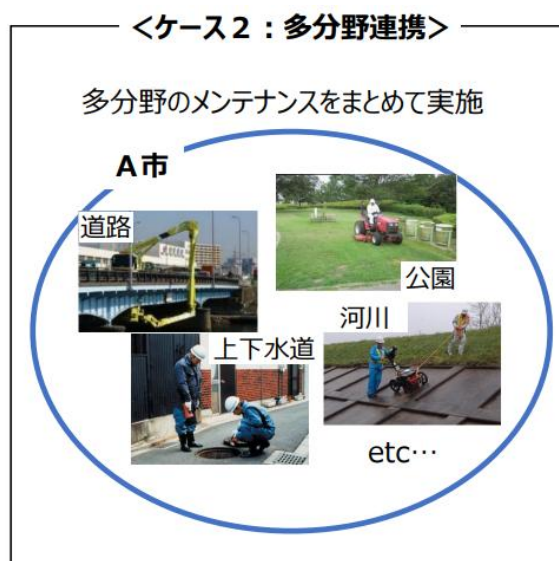 ＜ケース２：多分野連携＞
多分野のメンテナンスをまとめて実施
A市
道路
公園
河川
上下水道
etc…